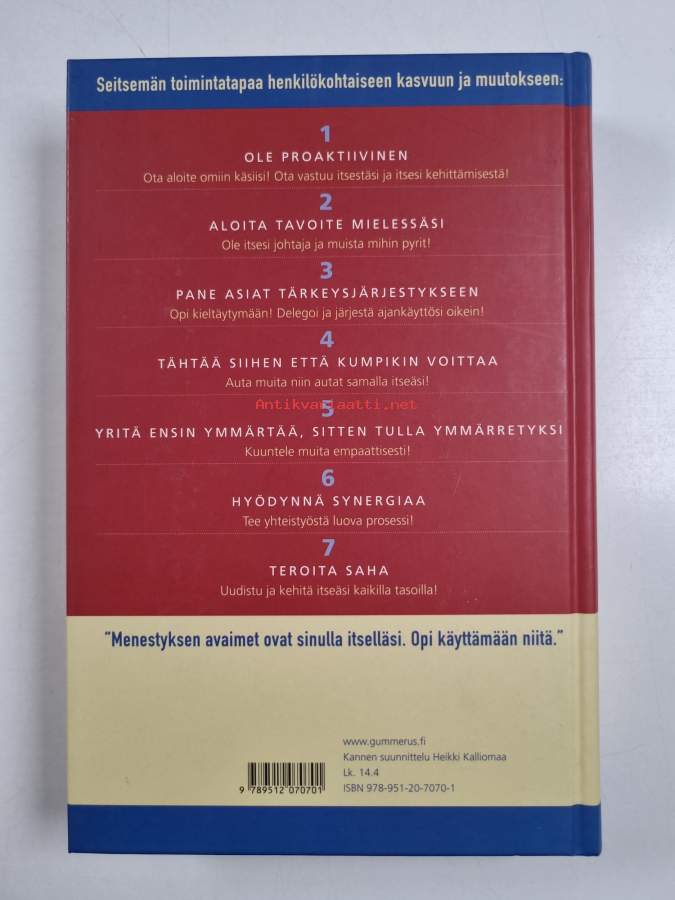 Seitsemän toimintatapaa henkilökohtaiseen kasvuun ja muutokseen:
1
OLE PROAKTIIVINEN
Ota aloite omiin käsiisi! Ota vastuu itsestäsi ja itsesi kehittämisestä!
2
ALOITA TAVOITE MIELESSÄSI
Ole itsesi johtaja ja muista mihin pyrit!
3
PANE ASIAT TÄRKEYSJÄRJESTYKSEEN
Opi kieltäytymään! Delegoi ja järjestä ajankäyttösi oikein!
4
TÄHTÄÄ SIIHEN ETTÄ KUMPIKIN VOITTAA
Auta muita niin autat samalla itseäsi!
Antikvariaatti.net
5
YRITÄ ENSIN YMMÄRTÄÄ, SITTEN TULLA YMMÄRRETYKSI
Kuuntele muita empaattisesti!
6
HYÖDYNNÄ SYNERGIAA
Tee yhteistyöstä luova prosessi!
7
TEROITA SAHA
Uudistu ja kehitä itseäsi kaikilla tasoilla!
"Menestyksen avaimet ovat sinulla itselläsi. Opi käyttämään niitä."
www.gummerus.fi
Kannen suunnittelu Heikki Kalliomaa
Lk. 14.4
ISBN 978-951-20-7070-1
9 789512 070701